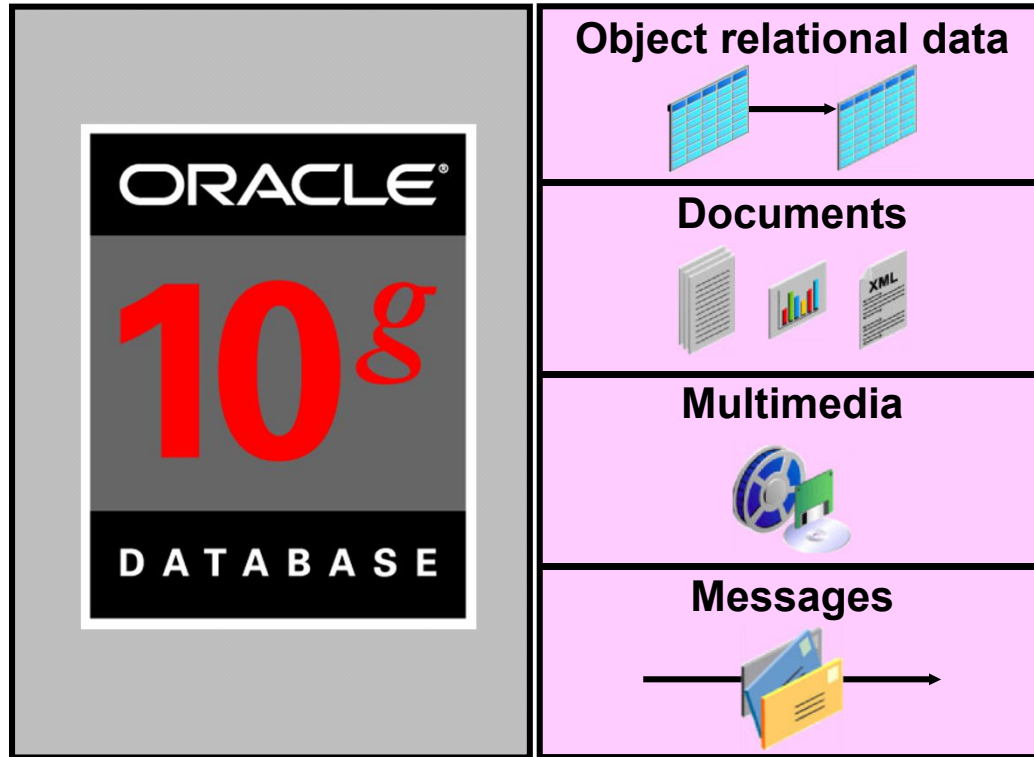 ORACLE®
10g
DATABASE
Object relational data
Documents
XML
Multimedia
Messages